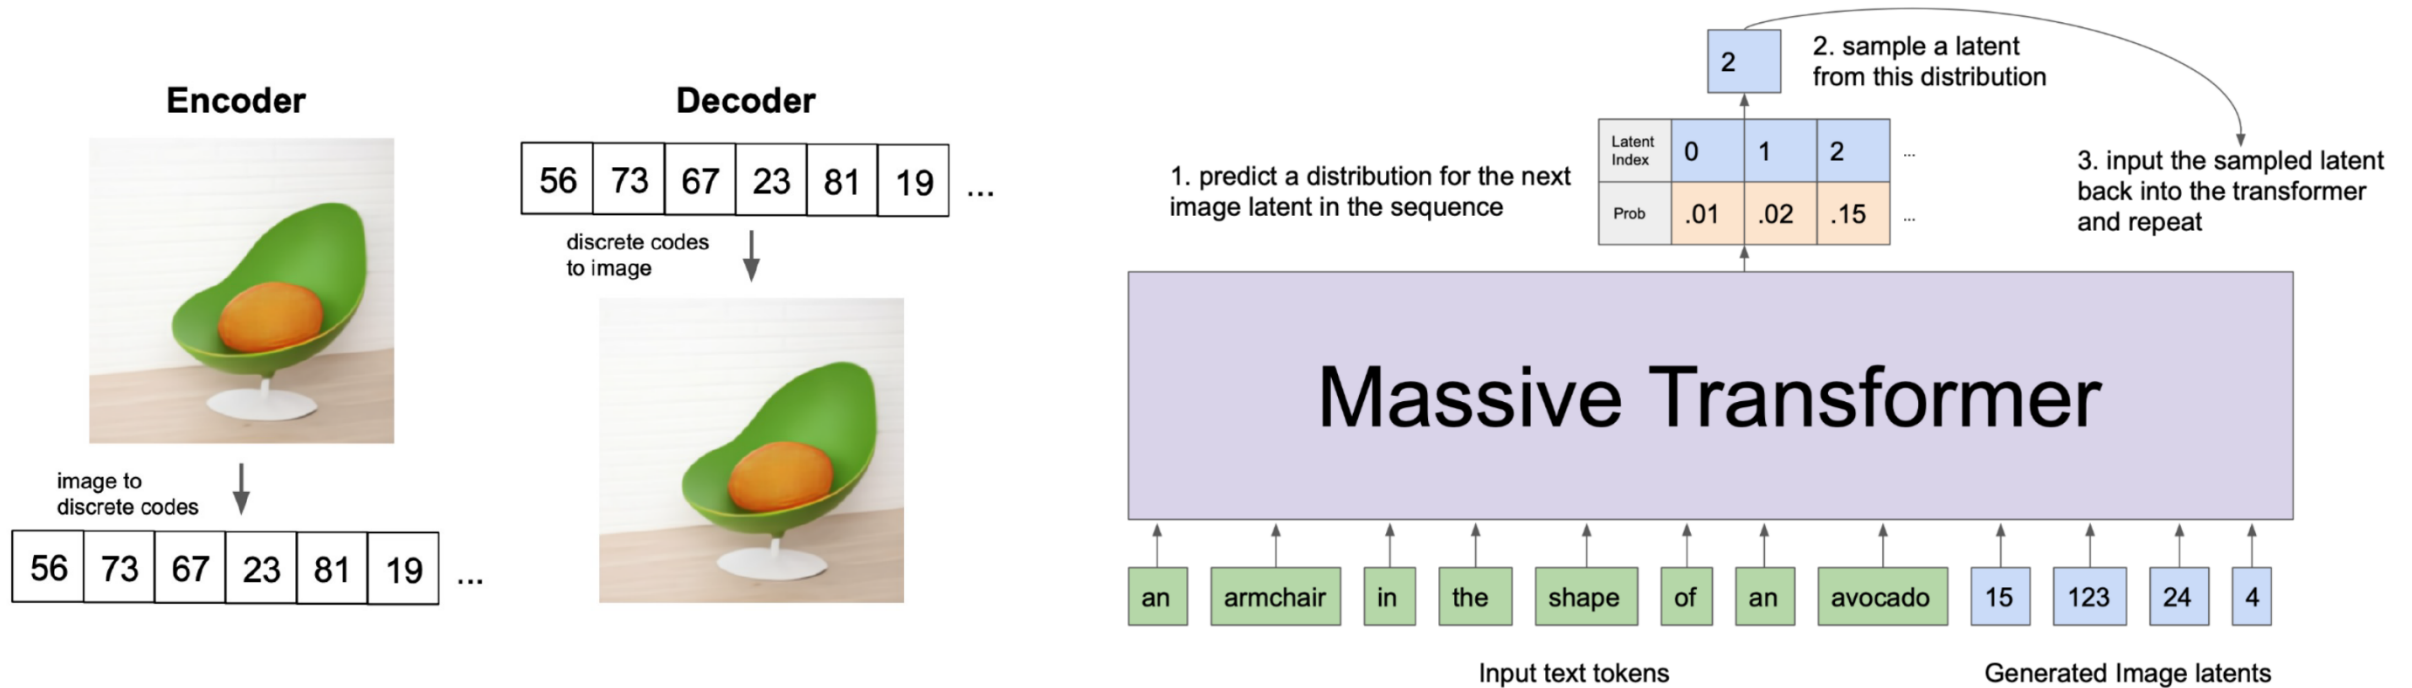 Encoder
image to
discrete codes
56 73 67 23 81 19 ...
Decoder
56 73 67 23 81 19 ...
discrete codes
to image
2
2. sample a latent
from this distribution
1. predict a distribution for the next
image latent in the sequence
Latent
Index
0 1 2 ...
Prob
.01 .02 .15 ...
3. input the sampled latent
back into the transformer
and repeat
Massive Transformer
an armchair in the shape of an avocado 15 123 24 4
Input text tokens
Generated Image latents